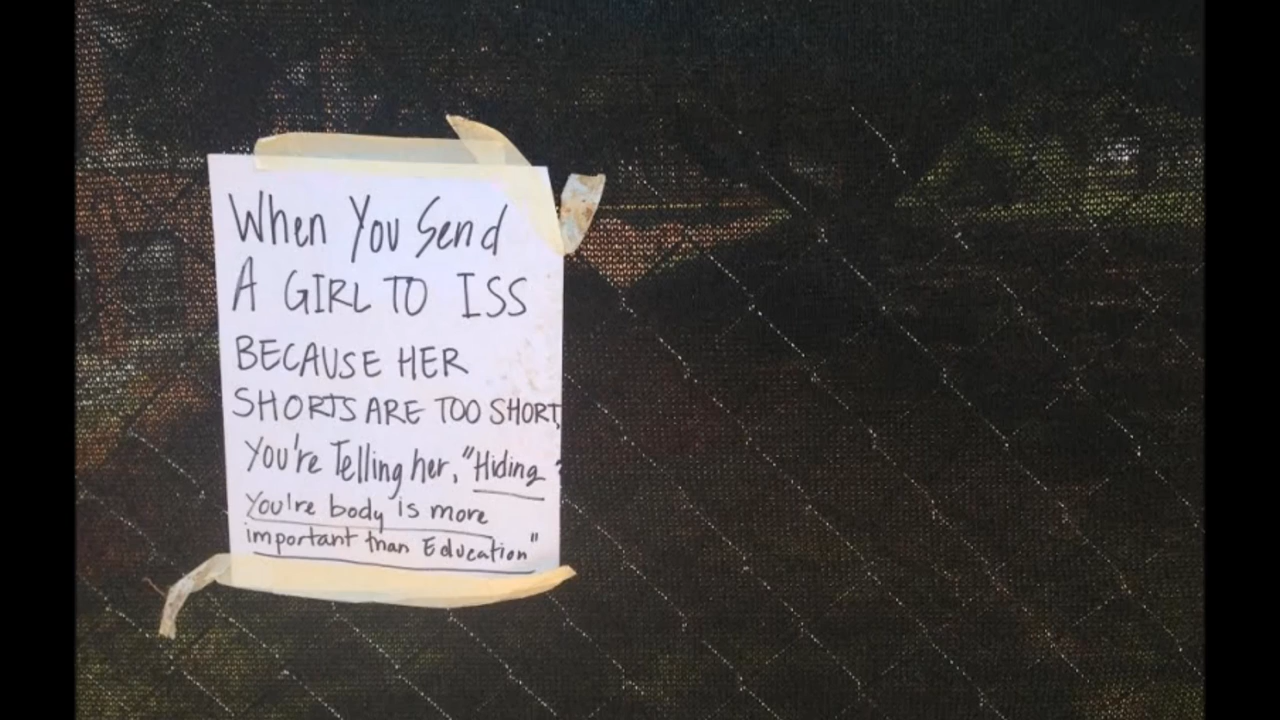 When You Send
A GIRL TO ISS
BECAUSE HER
SHORTS ARE TOO SHORT,
You're Telling her, "Hiding
You're body is more
important than Education"